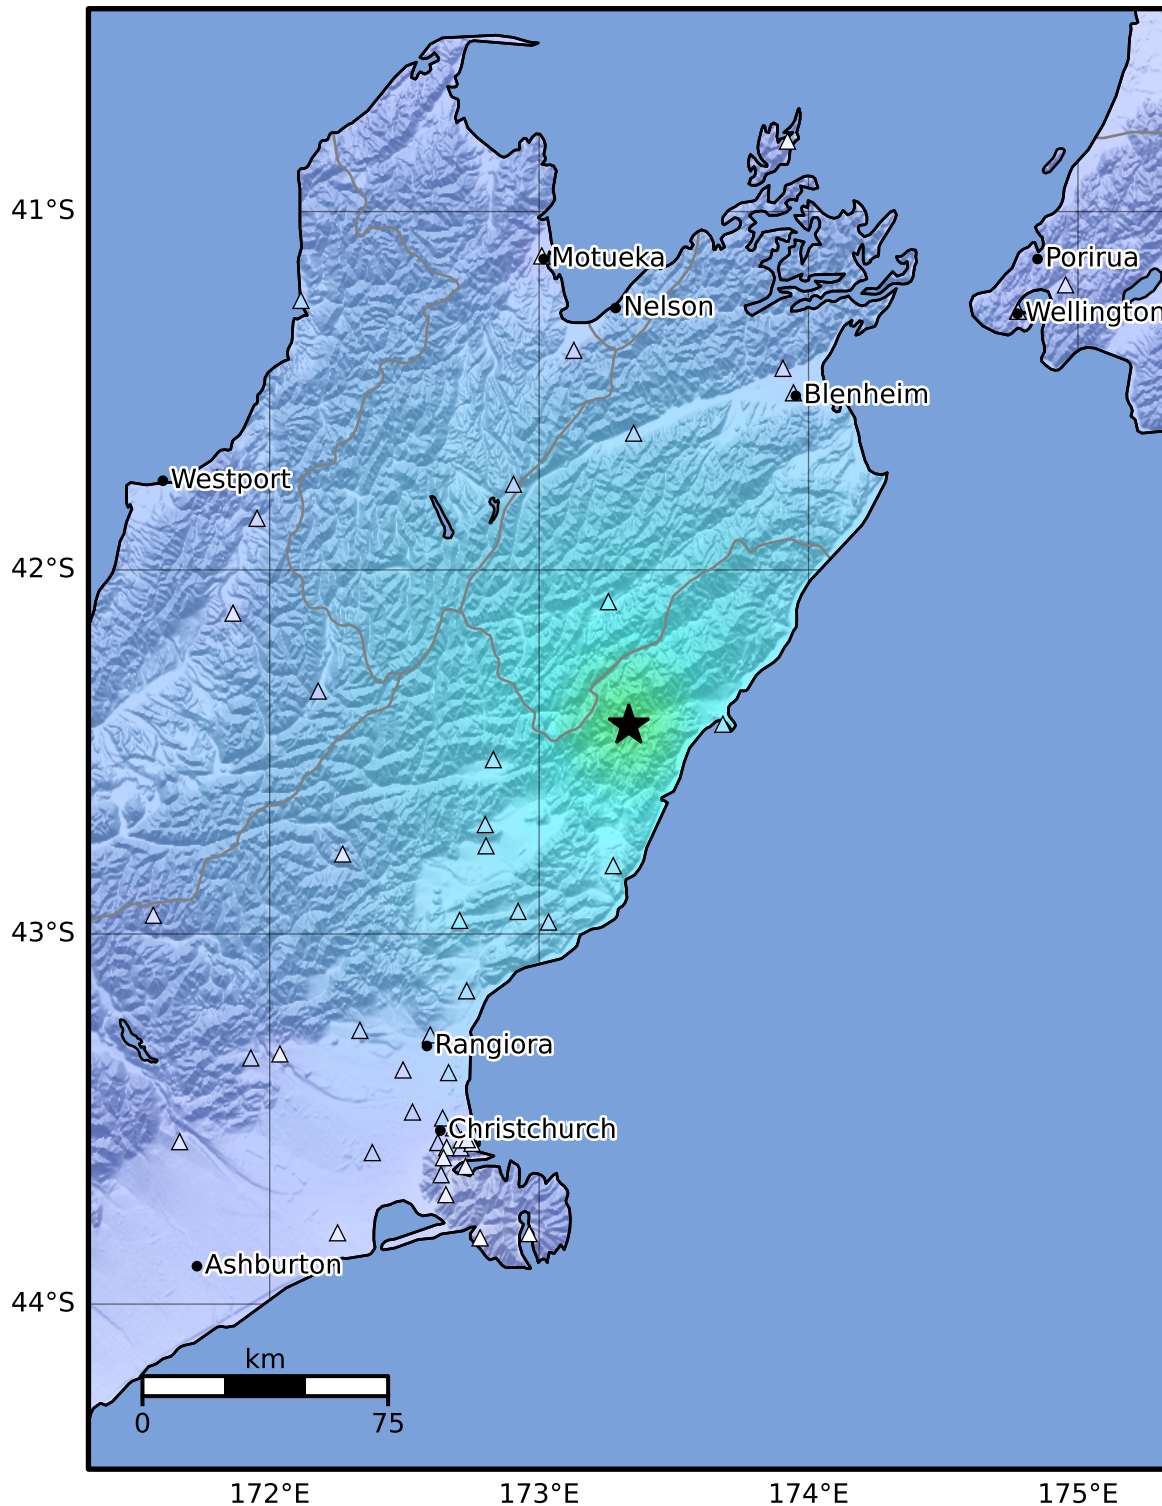 41°S
Motueka
Porirua
Nelson
Wellington
Blenheim
Westport
42°S
43°S
Rangiora
Christchurch
Ashburton
44°S
km
0 75
172°E 173°E 174°E 175°E